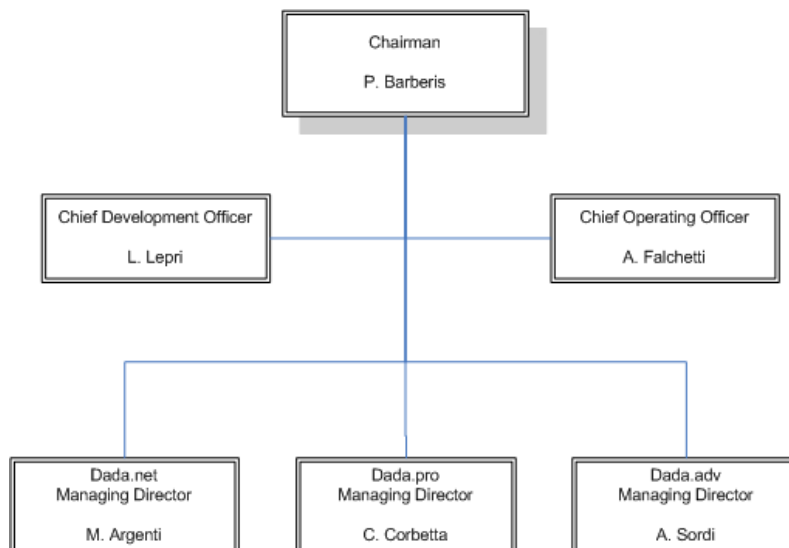 Chairman
P. Barberis
Chief Development Officer
L. Lepri
Chief Operating Officer
A. Falchetti
Dada.net
Managing Director
M. Argenti
Dada.pro
Managing Director
C. Corbetta
Dada.adv
Managing Director
A. Sordi